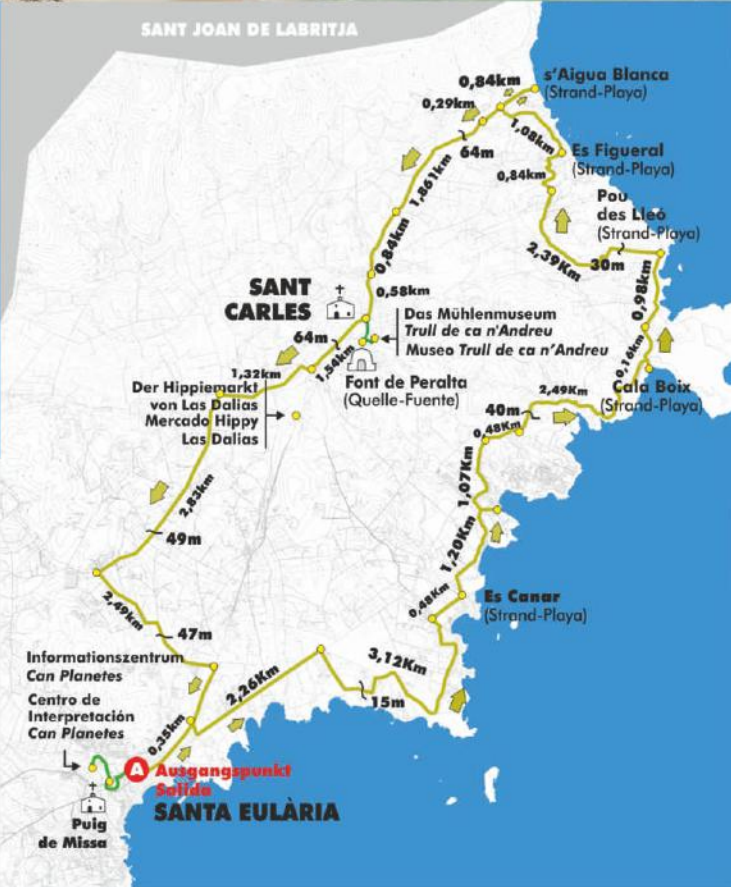 SANT JOAN DE LABRITJA
0,84km
s'Aigua Blanca
(Strand-Playa)
0,29km
1,08km
64m
Es Figueral
(Strand-Playa)
0,84km
1,861km
Pou
des Lleó
(Strand-Playa)
2,39Km
30m
0,84km
0,98km
0,58km
SANT
CARLES
Das Mühlenmuseum
Trull de ca n'Andreu
Museo Trull de ca n'Andreu
64m
1,54km
0,16km
1,32km
Font de Peralta
(Quelle-Fuente)
Der Hippiemarkt
von Las Dalias
Mercado Hippy
Las Dalias
2,49Km
Cala Boix
(Strand-Playa)
40m
0,48Km
1,07Km
2,83km
49m
1,20Km
2,49km
0,48Km
Es Canar
(Strand-Playa)
47m
3,12Km
Informationszentrum
Can Planetes
2,26Km
15m
Centro de
Interpretación
Can Planetes
0,35km
A
Ausgangspunkt
Salida
SANTA EULÀRIA
Puig
de Missa